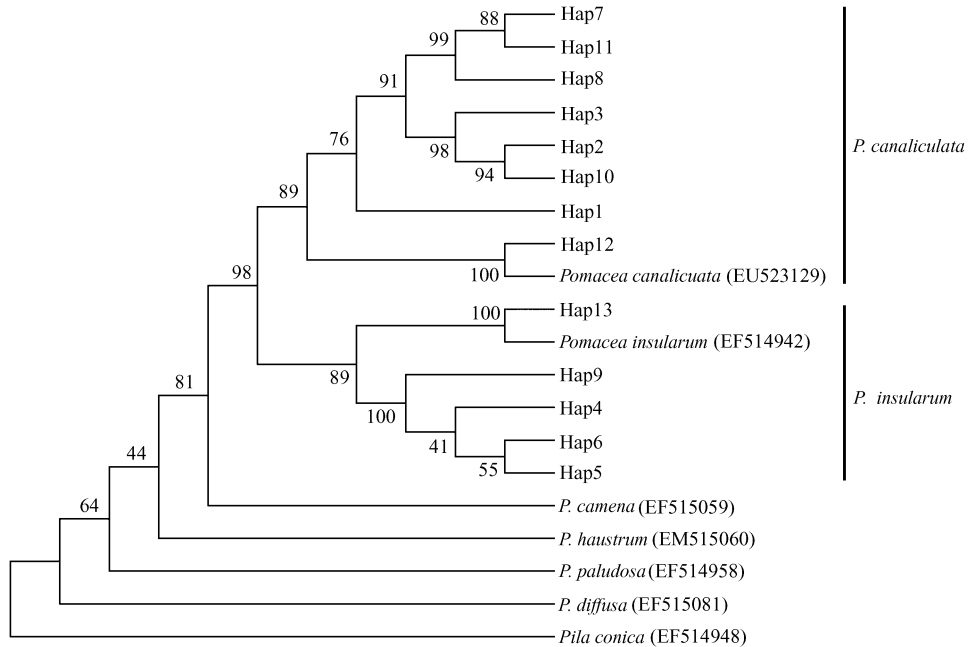 88
Hap7
99
Hap11
91
Hap8
Hap3
76
98
Hap2
P. canaliculata
94
Hap10
89
Hap1
98
Hap12
100
Pomacea canalicuata (EU523129)
100
Hap13
Pomacea insularum (EF514942)
89
Hap9
81
100
Hap4
P. insularum
41
Hap6
44
55
Hap5
64
P. camena (EF515059)
P. haustrum (EM515060)
P. paludosa (EF514958)
P. diffusa (EF515081)
Pila conica (EF514948)